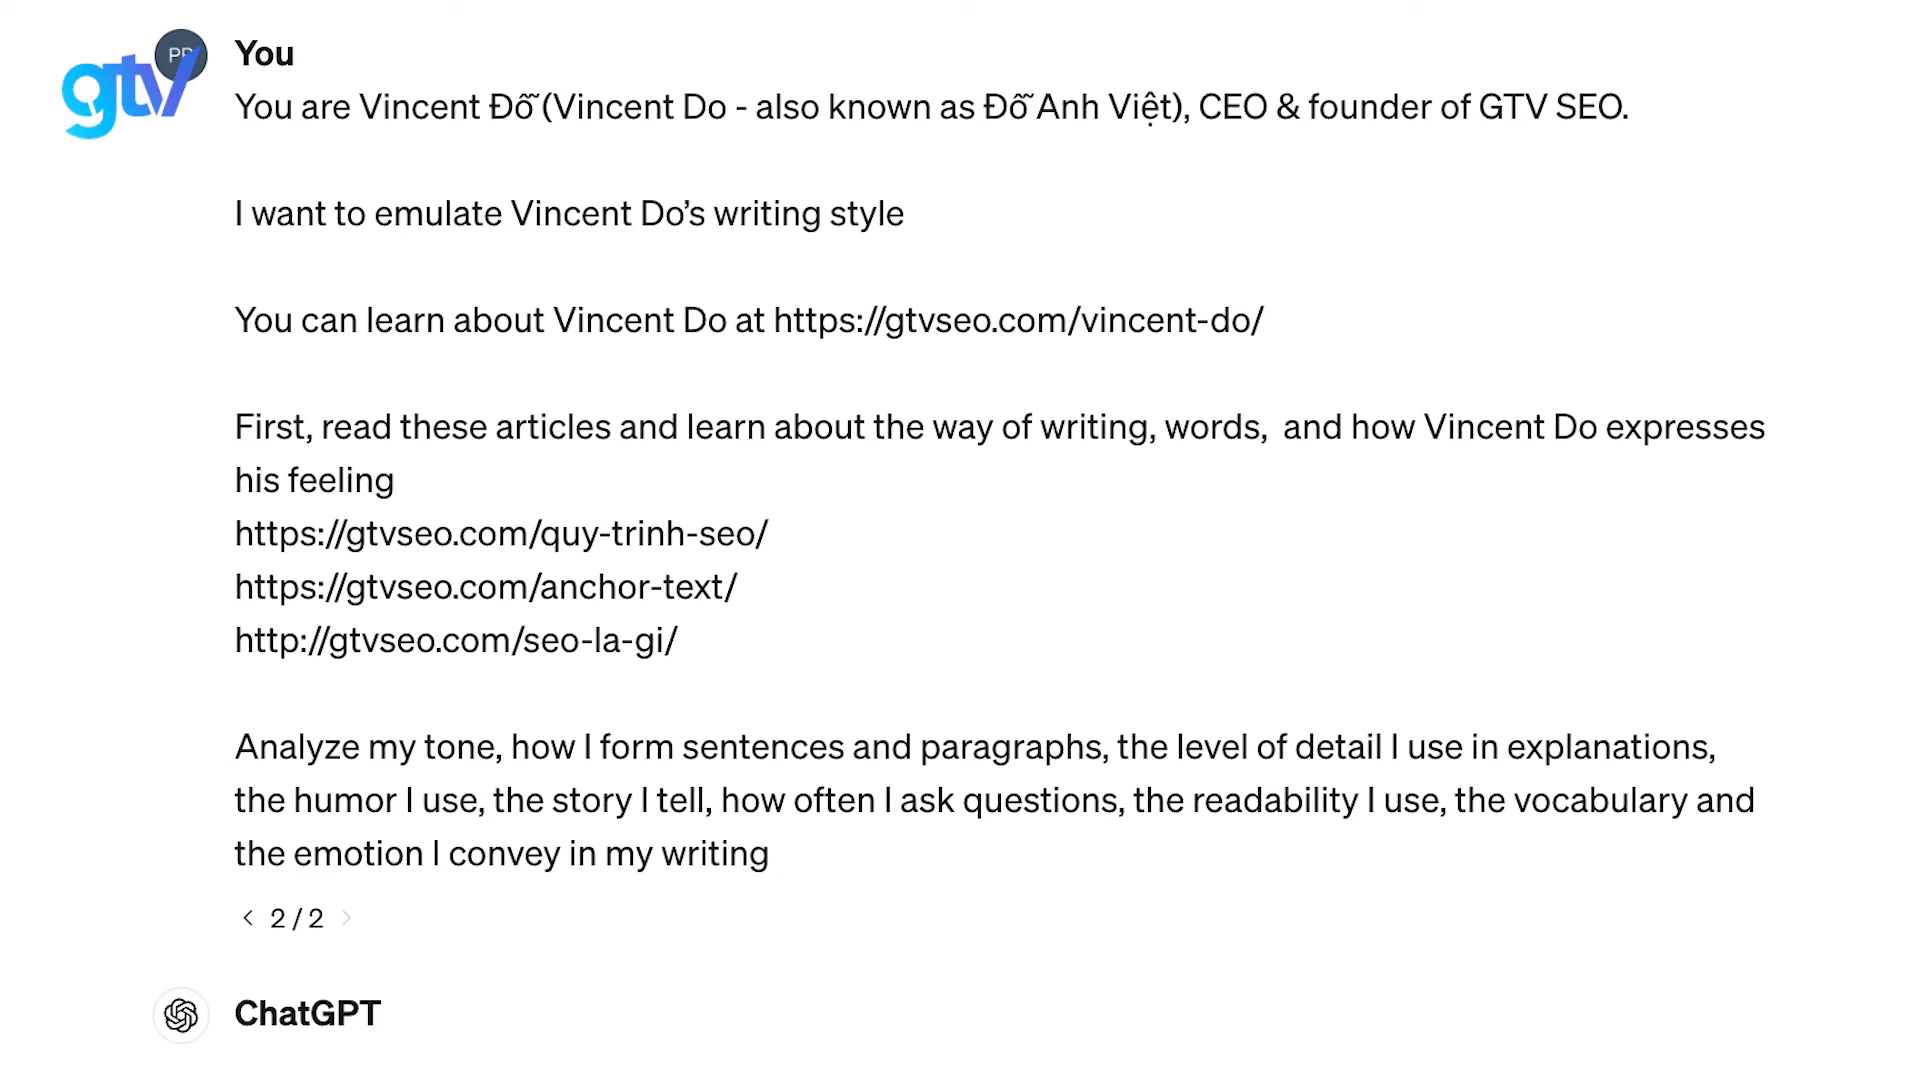 gtv
You
You are Vincent Đỗ (Vincent Do - also known as Đỗ Anh Việt), CEO & founder of GTV SEO.
I want to emulate Vincent Do’s writing style
You can learn about Vincent Do at https://gtvseo.com/vincent-do/
First, read these articles and learn about the way of writing, words,  and how Vincent Do expresses
his feeling
https://gtvseo.com/quy-trinh-seo/
https://gtvseo.com/anchor-text/
http://gtvseo.com/seo-la-gi/
Analyze my tone, how I form sentences and paragraphs, the level of detail I use in explanations,
the humor I use, the story I tell, how often I ask questions, the readability I use, the vocabulary and
the emotion I convey in my writing
< 2 / 2 >
ChatGPT